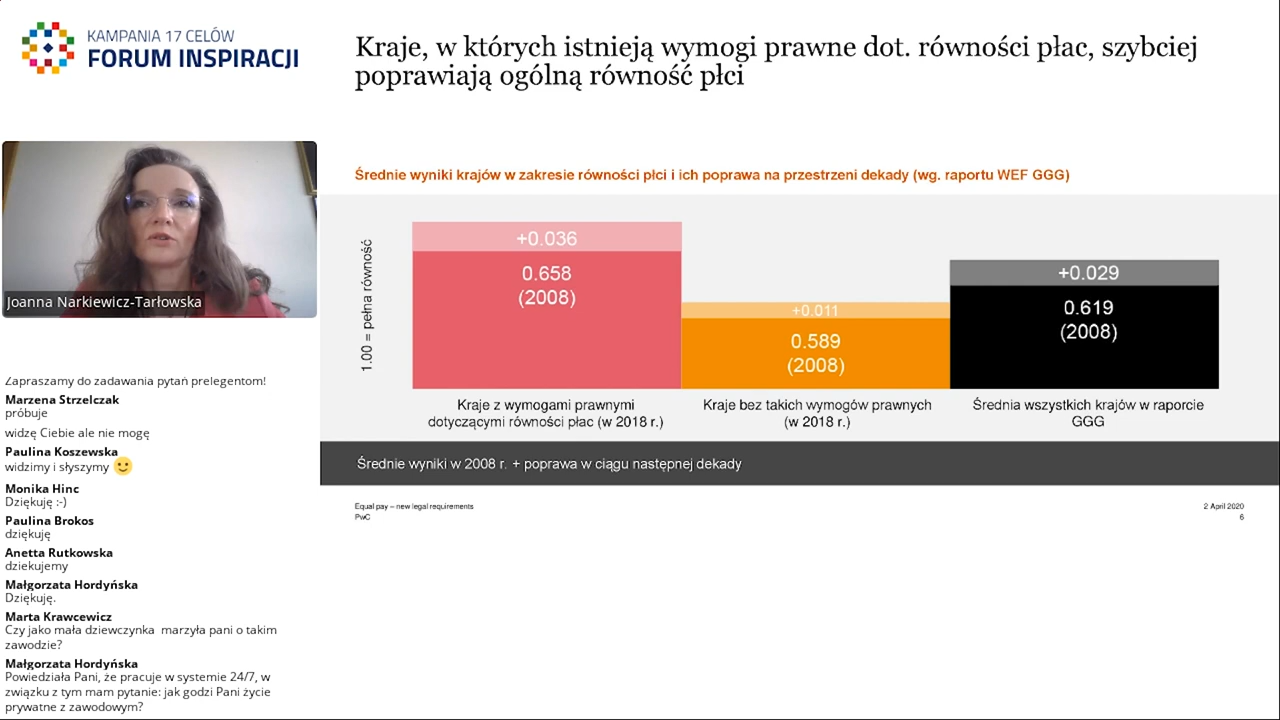 KAMPANIA 17 CELÓW
FORUM INSPIRACJI
Kraje, w których istnieją wymogi prawne dot. równości płac, szybciej
poprawiają ogólną równość płci
Joanna Narkiewicz-Tarłowska
Zapraszamy do zadawania pytań prelegentom!
Marzena Strzelczak
próbuje
widzę Ciebie ale nie mogę
Paulina Koszewska
widzimy i słyszymy 🙂
Monika Hinc
Dziękuję :-)
Paulina Brokos
dziękuję
Anetta Rutkowska
dziekujemy
Małgorzata Hordyńska
Dziękuję.
Marta Krawcewicz
Czy jako mała dziewczynka marzyła pani o takim
zawodzie?
Małgorzata Hordyńska
Powiedziała Pani, że pracuje w systemie 24/7, w
związku z tym mam pytanie: jak godzi Pani życie
prywatne z zawodowym?
Średnie wyniki krajów w zakresie równości płci i ich poprawa na przestrzeni dekady (wg. raportu WEF GGG)
1.00 = pełna równość
+0.036
0.658
(2008)
+0.011
0.589
(2008)
+0.029
0.619
(2008)
Kraje z wymogami prawnymi
dotyczącymi równości płac (w 2018 r.)
Kraje bez takich wymogów prawnych
(w 2018 r.)
Średnia wszystkich krajów w raporcie
GGG
Średnie wyniki w 2008 r. + poprawa w ciągu następnej dekady
Equal pay – new legal requirements
PwC
2 April 2020
6